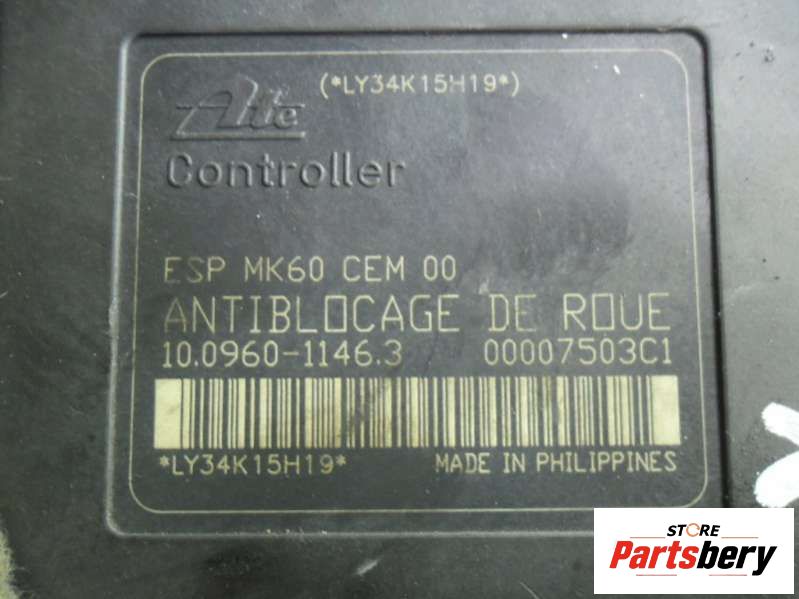 (*LY34K15H19*)
Ate
Controller
ESP MK60 CEM 00
ANTIBLOCAGE DE ROUE
10.0960-1146.3 00007503C1
*LY34K15H19* MADE IN PHILIPPINES
STORE
Partsbery